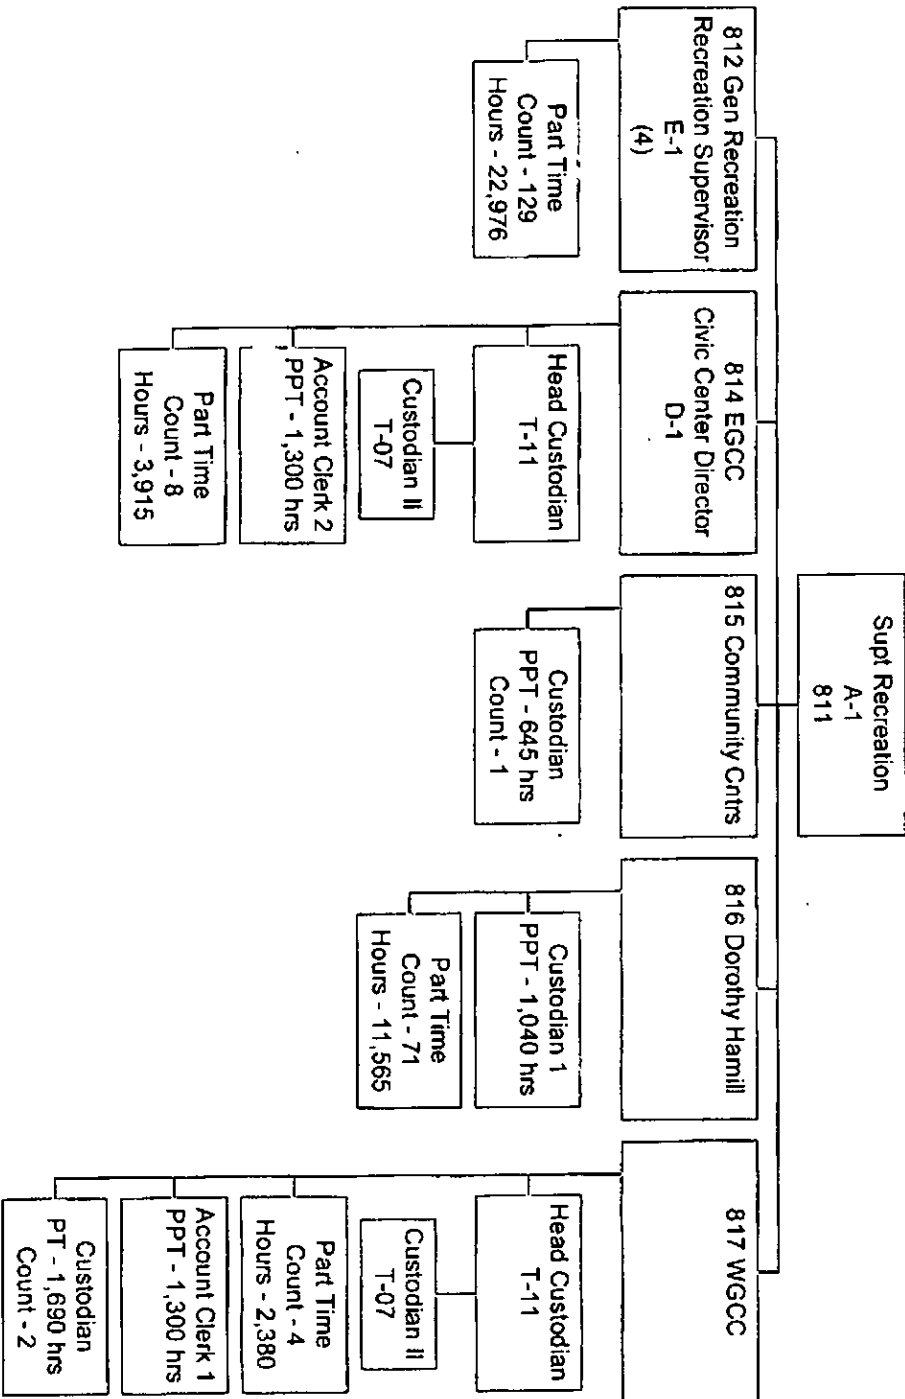 Supt Recreation
A-1
811
812 Gen Recreation
Recreation Supervisor
E-1
(4)
Part Time
Count - 129
Hours - 22,976
814 EGCC
Civic Center Director
D-1
Head Custodian
T-11
Custodian II
T-07
Account Clerk 2
PPT - 1,300 hrs
Part Time
Count - 8
Hours - 3,915
815 Community Cntrs
Custodian
PPT - 645 hrs
Count - 1
816 Dorothy Hamill
Custodian 1
PPT - 1,040 hrs
Part Time
Count - 71
Hours - 11,565
817 WGCC
Head Custodian
T-11
Custodian II
T-07
Part Time
Count - 4
Hours - 2,380
Account Clerk 1
PPT - 1,300 hrs
Custodian
PT - 1,690 hrs
Count - 2